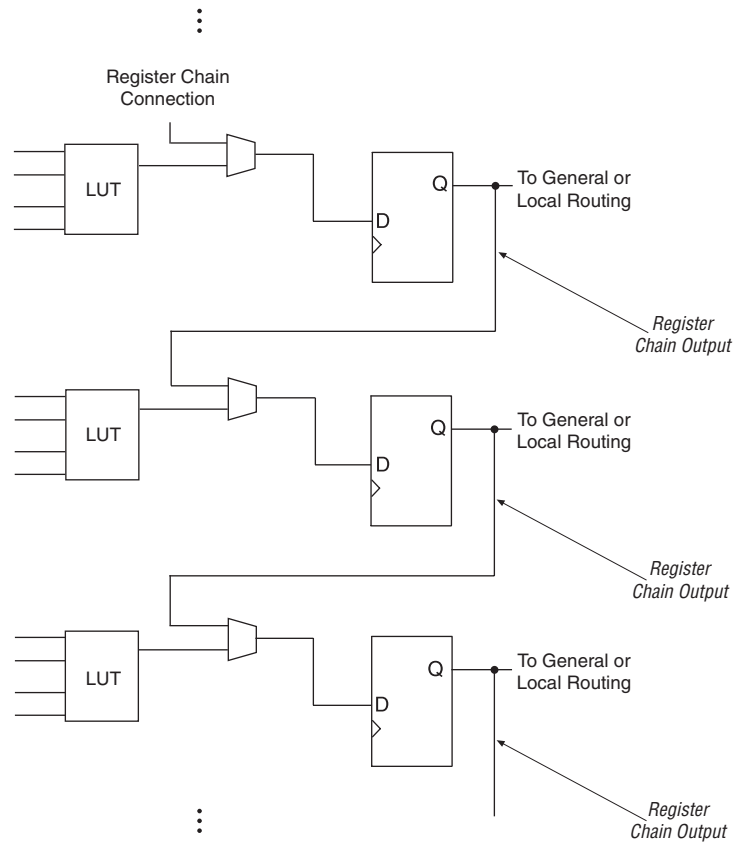 Register Chain
Connection
LUT
D
Q
To General or
Local Routing
Register
Chain Output
LUT
D
Q
To General or
Local Routing
Register
Chain Output
LUT
D
Q
To General or
Local Routing
Register
Chain Output